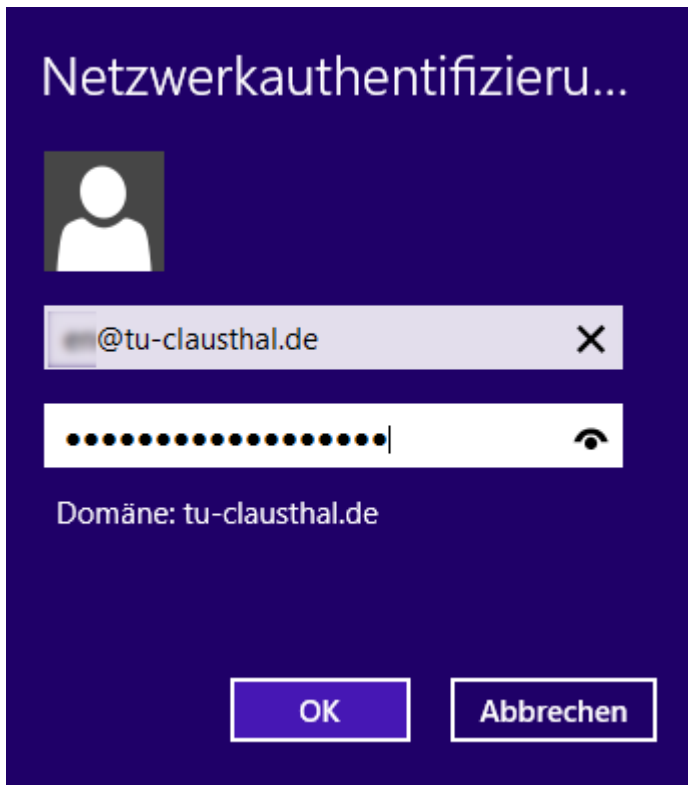 Netzwerkauthentifizieru...
@tu-clausthal.de
••••••••••••••••••
Domäne: tu-clausthal.de
OK
Abbrechen